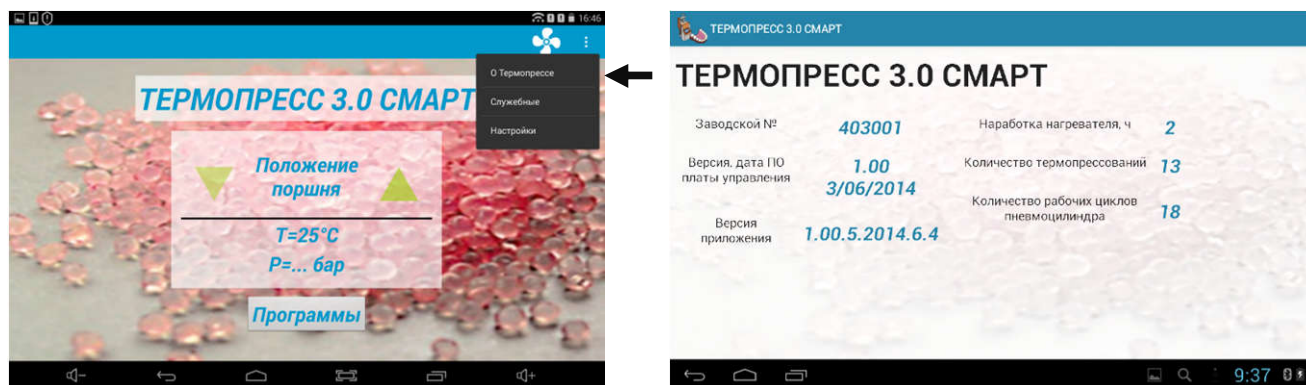 16:46
О Термопрессе
Служебные
Настройки
ТЕРМОПРЕСС 3.0 СМАРТ
Положение
поршня
T=25°C
P=... бар
Программы
ТЕРМОПРЕСС 3.0 СМАРТ
ТЕРМОПРЕСС 3.0 СМАРТ
Заводской № 403001
Версия, дата ПО
платы управления
1.00
3/06/2014
Версия
приложения
1.00.5.2014.6.4
Наработка нагревателя, ч 2
Количество термопрессований 13
Количество рабочих циклов
пневмоцилиндра
18
9:37